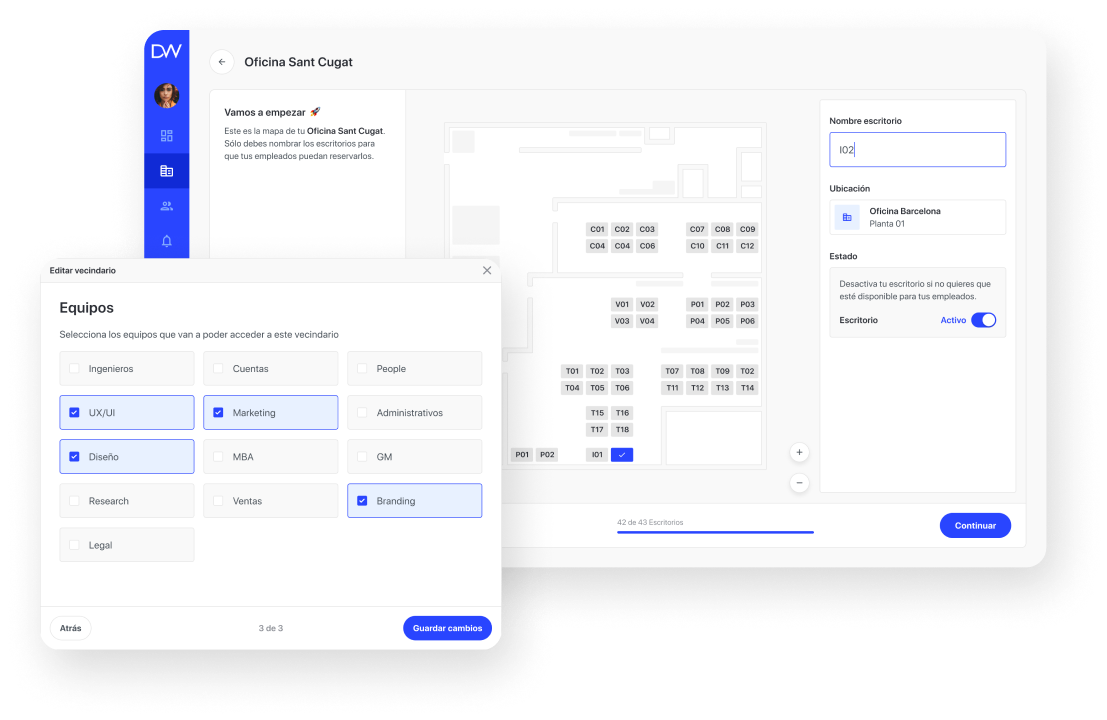 DW
Oficina Sant Cugat
Vamos a empezar 🚀
Este es la mapa de tu Oficina Sant Cugat.
Sólo debes nombrar los escritorios para
que tus empleados puedan reservarlos.
C01 C02 C03 C07 C08 C09
C04 C04 C06 C10 C11 C12
V01 V02 P01 P02 P03
V03 V04 P04 P05 P06
T01 T02 T03 T07 T08 T09 T02
T04 T05 T06 T11 T12 T13 T14
T15 T16
T17 T18
P01 P02 I01
+
−
42 de 43 Escritorios
Continuar
Nombre escritorio
I02
Ubicación
Oficina Barcelona
Planta 01
Estado
Desactiva tu escritorio si no quieres que
esté disponible para tus empleados.
Escritorio Activo
Editar vecindario
Equipos
Selecciona los equipos que van a poder acceder a este vecindario
Ingenieros Cuentas People
UX/UI Marketing Administrativos
Diseño MBA GM
Research Ventas Branding
Legal
Atrás 3 de 3 Guardar cambios